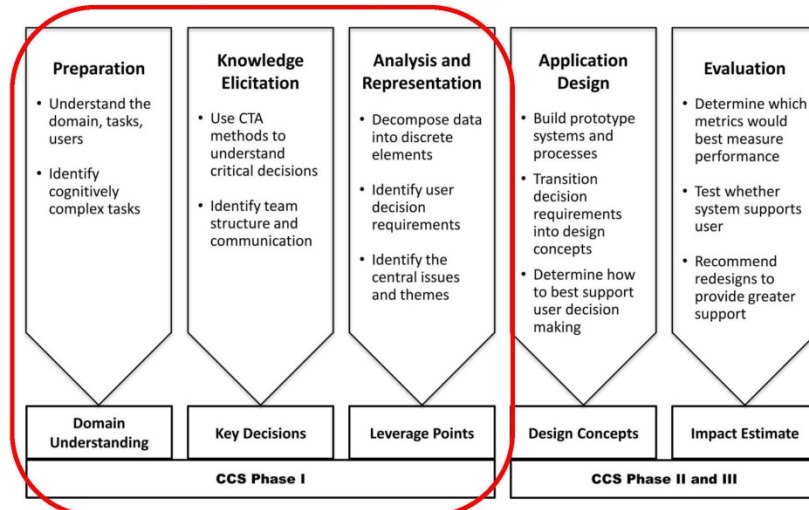 Preparation
• Understand the
domain, tasks,
users
• Identify
cognitively
complex tasks
Knowledge
Elicitation
• Use CTA
methods to
understand
critical decisions
• Identify team
structure and
communication
Analysis and
Representation
• Decompose data
into discrete
elements
• Identify user
decision
requirements
• Identify the
central issues
and themes
Application
Design
• Build prototype
systems and
processes
• Transition
decision
requirements
into design
concepts
• Determine how
to best support
user decision
making
Evaluation
• Determine which
metrics would
best measure
performance
• Test whether
system supports
user
• Recommend
redesigns to
provide greater
support
Domain
Understanding
Key Decisions
Leverage Points
Design Concepts
Impact Estimate
CCS Phase I
CCS Phase II and III